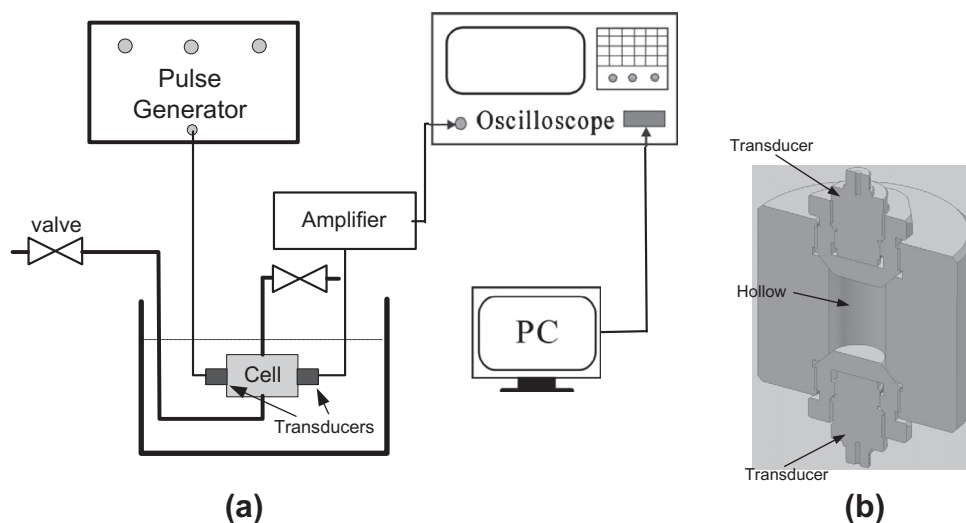 Pulse
Generator
Oscilloscope
Amplifier
valve
PC
Cell
Transducers
(a)
Transducer
Hollow
Transducer
(b)